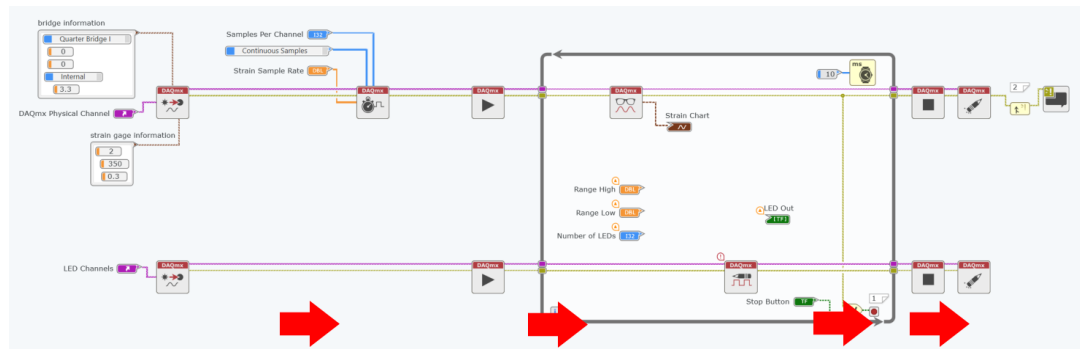 bridge information
Quarter Bridge I
0
0
Internal
3.3
DAQmx Physical Channel
strain gage information
2
350
0.3
DAQmx
Samples Per Channel
I32
Continuous Samples
Strain Sample Rate
DBL
DAQmx
DAQmx
DAQmx
Strain Chart
10
ms
DAQmx
DAQmx
2
Range High
DBL
Range Low
DBL
Number of LEDs
I32
LED Out
[TF]
LED Channels
DAQmx
DAQmx
DAQmx
Stop Button
TF
1
i
DAQmx
DAQmx